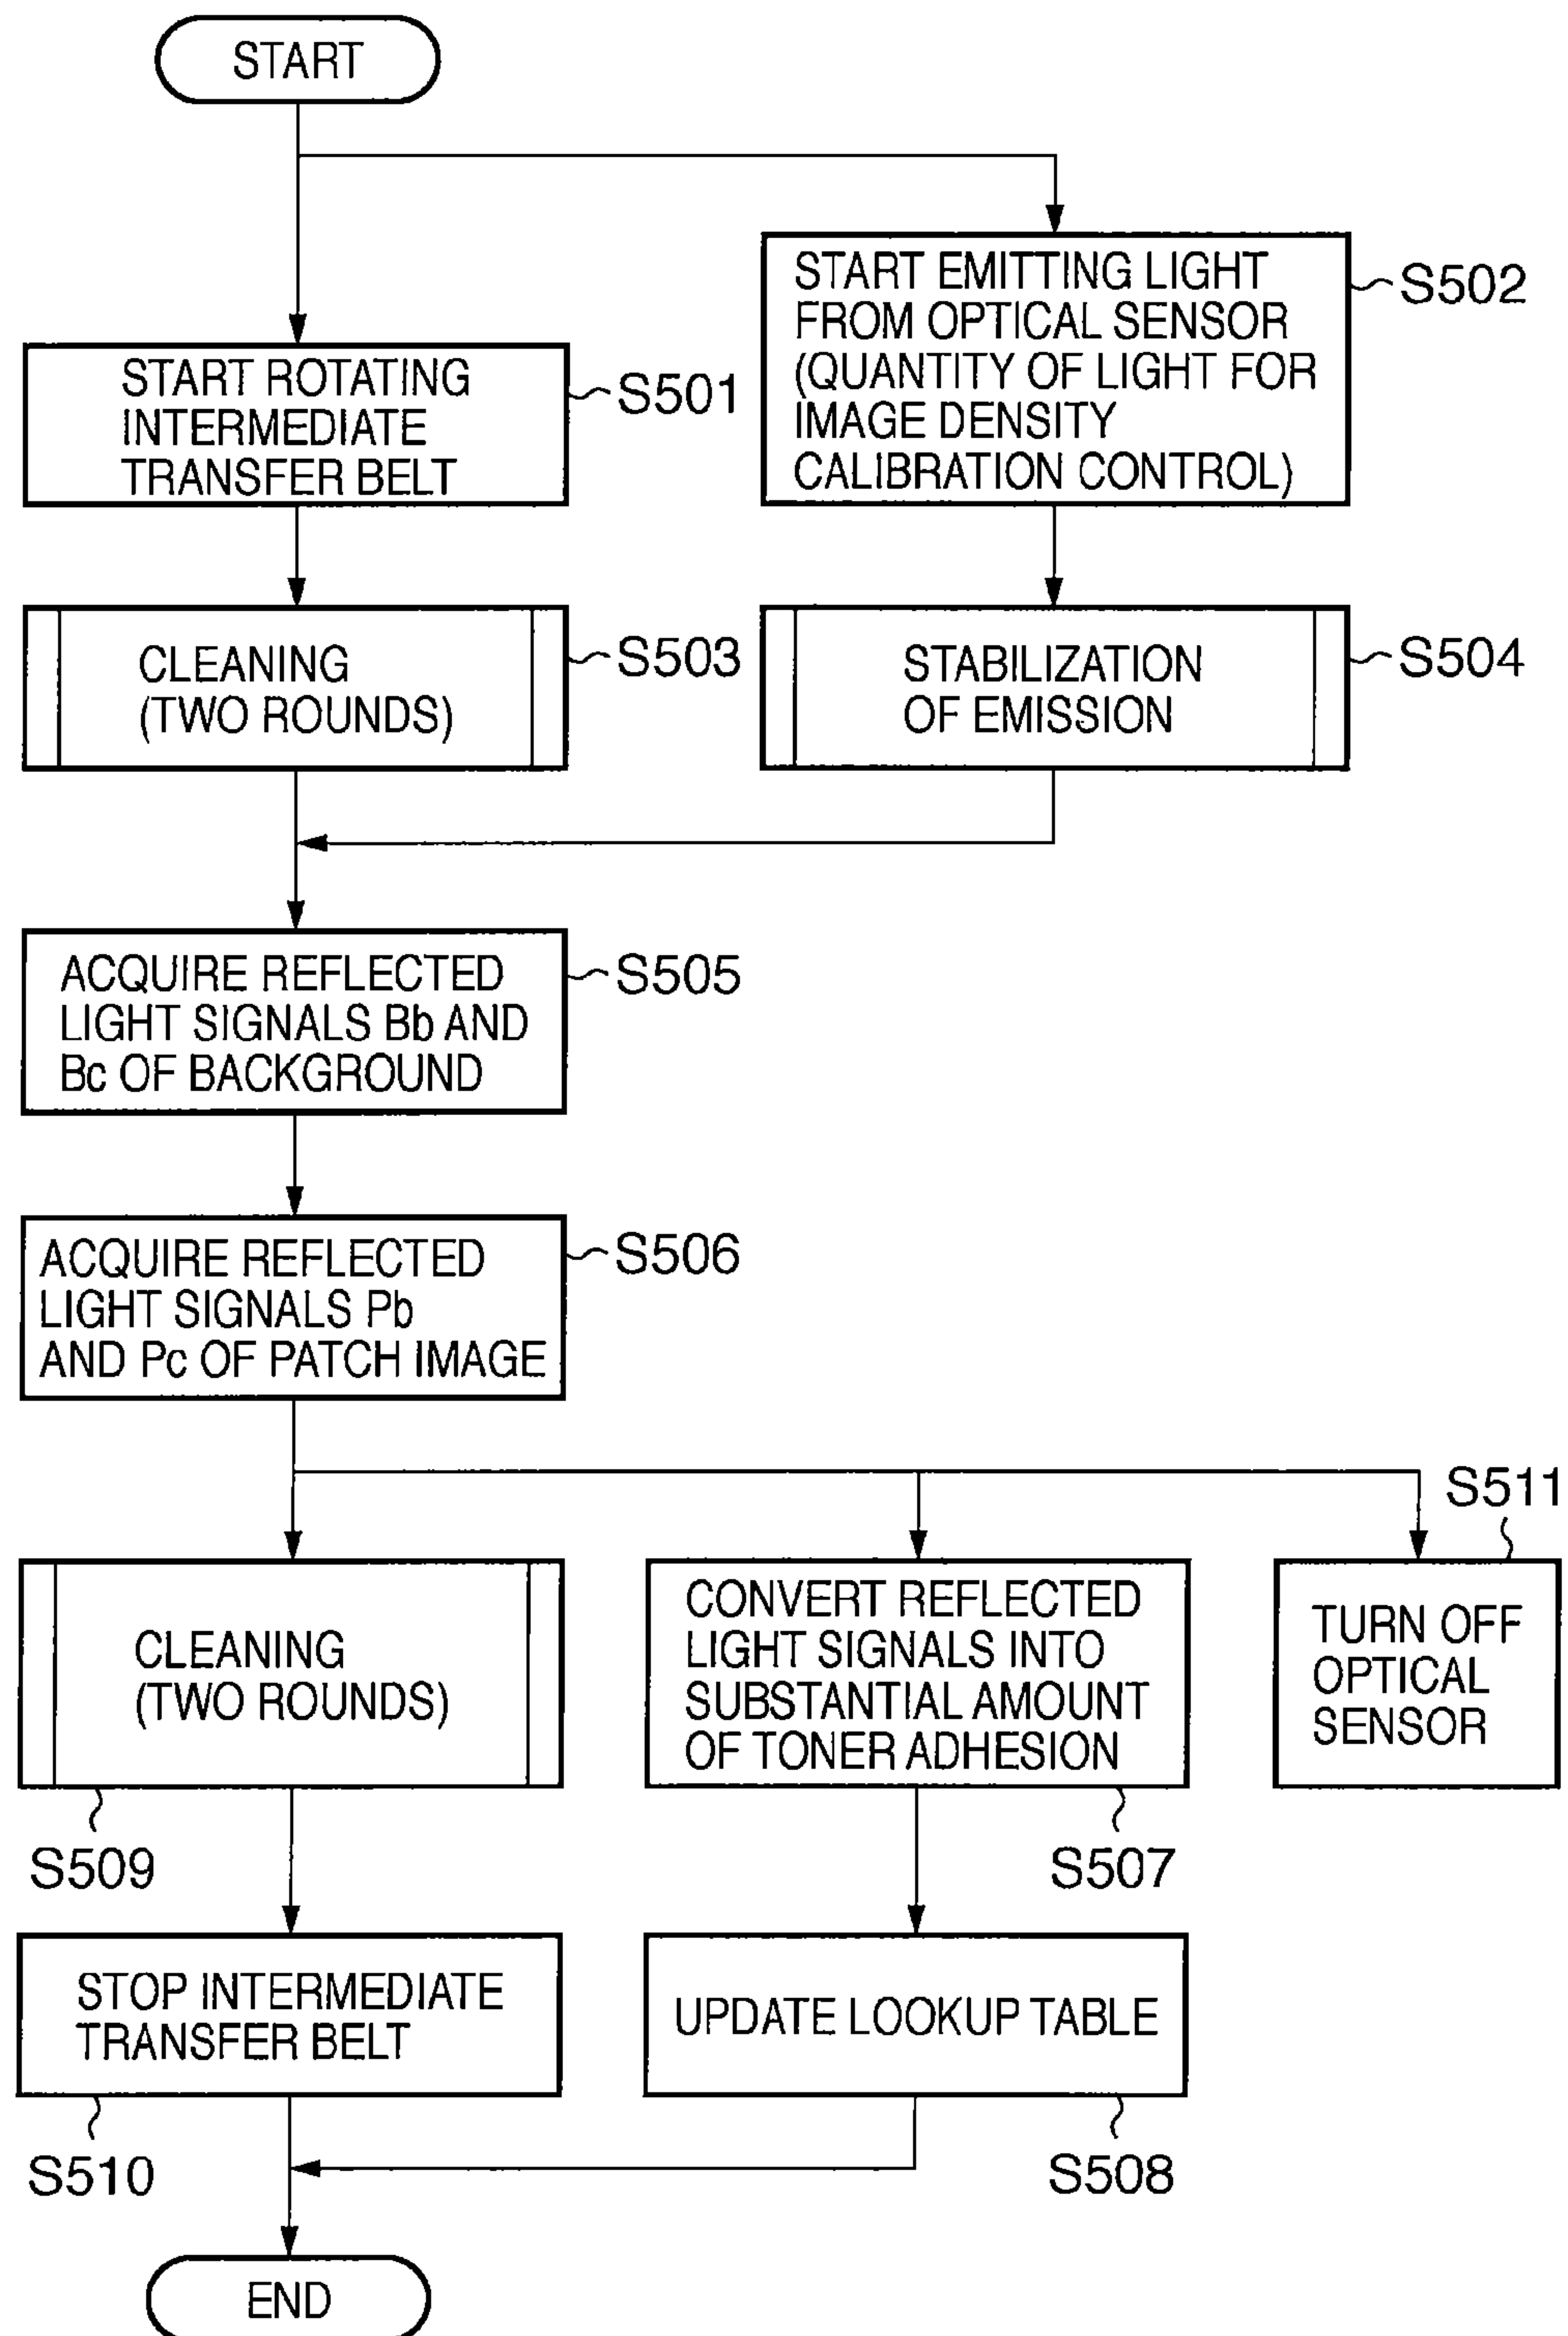 START
START EMITTING LIGHT
FROM OPTICAL SENSOR
(QUANTITY OF LIGHT FOR
IMAGE DENSITY
CALIBRATION CONTROL)
S502
START ROTATING
INTERMEDIATE
TRANSFER BELT
S501
CLEANING
(TWO ROUNDS)
S503
STABILIZATION
OF EMISSION
S504
ACQUIRE REFLECTED
LIGHT SIGNALS Bb AND
Bc OF BACKGROUND
S505
ACQUIRE REFLECTED
LIGHT SIGNALS Pb
AND Pc OF PATCH IMAGE
S506
CLEANING
(TWO ROUNDS)
S509
CONVERT REFLECTED
LIGHT SIGNALS INTO
SUBSTANTIAL AMOUNT
OF TONER ADHESION
S507
S511
TURN OFF
OPTICAL
SENSOR
STOP INTERMEDIATE
TRANSFER BELT
S510
UPDATE LOOKUP TABLE
S508
END